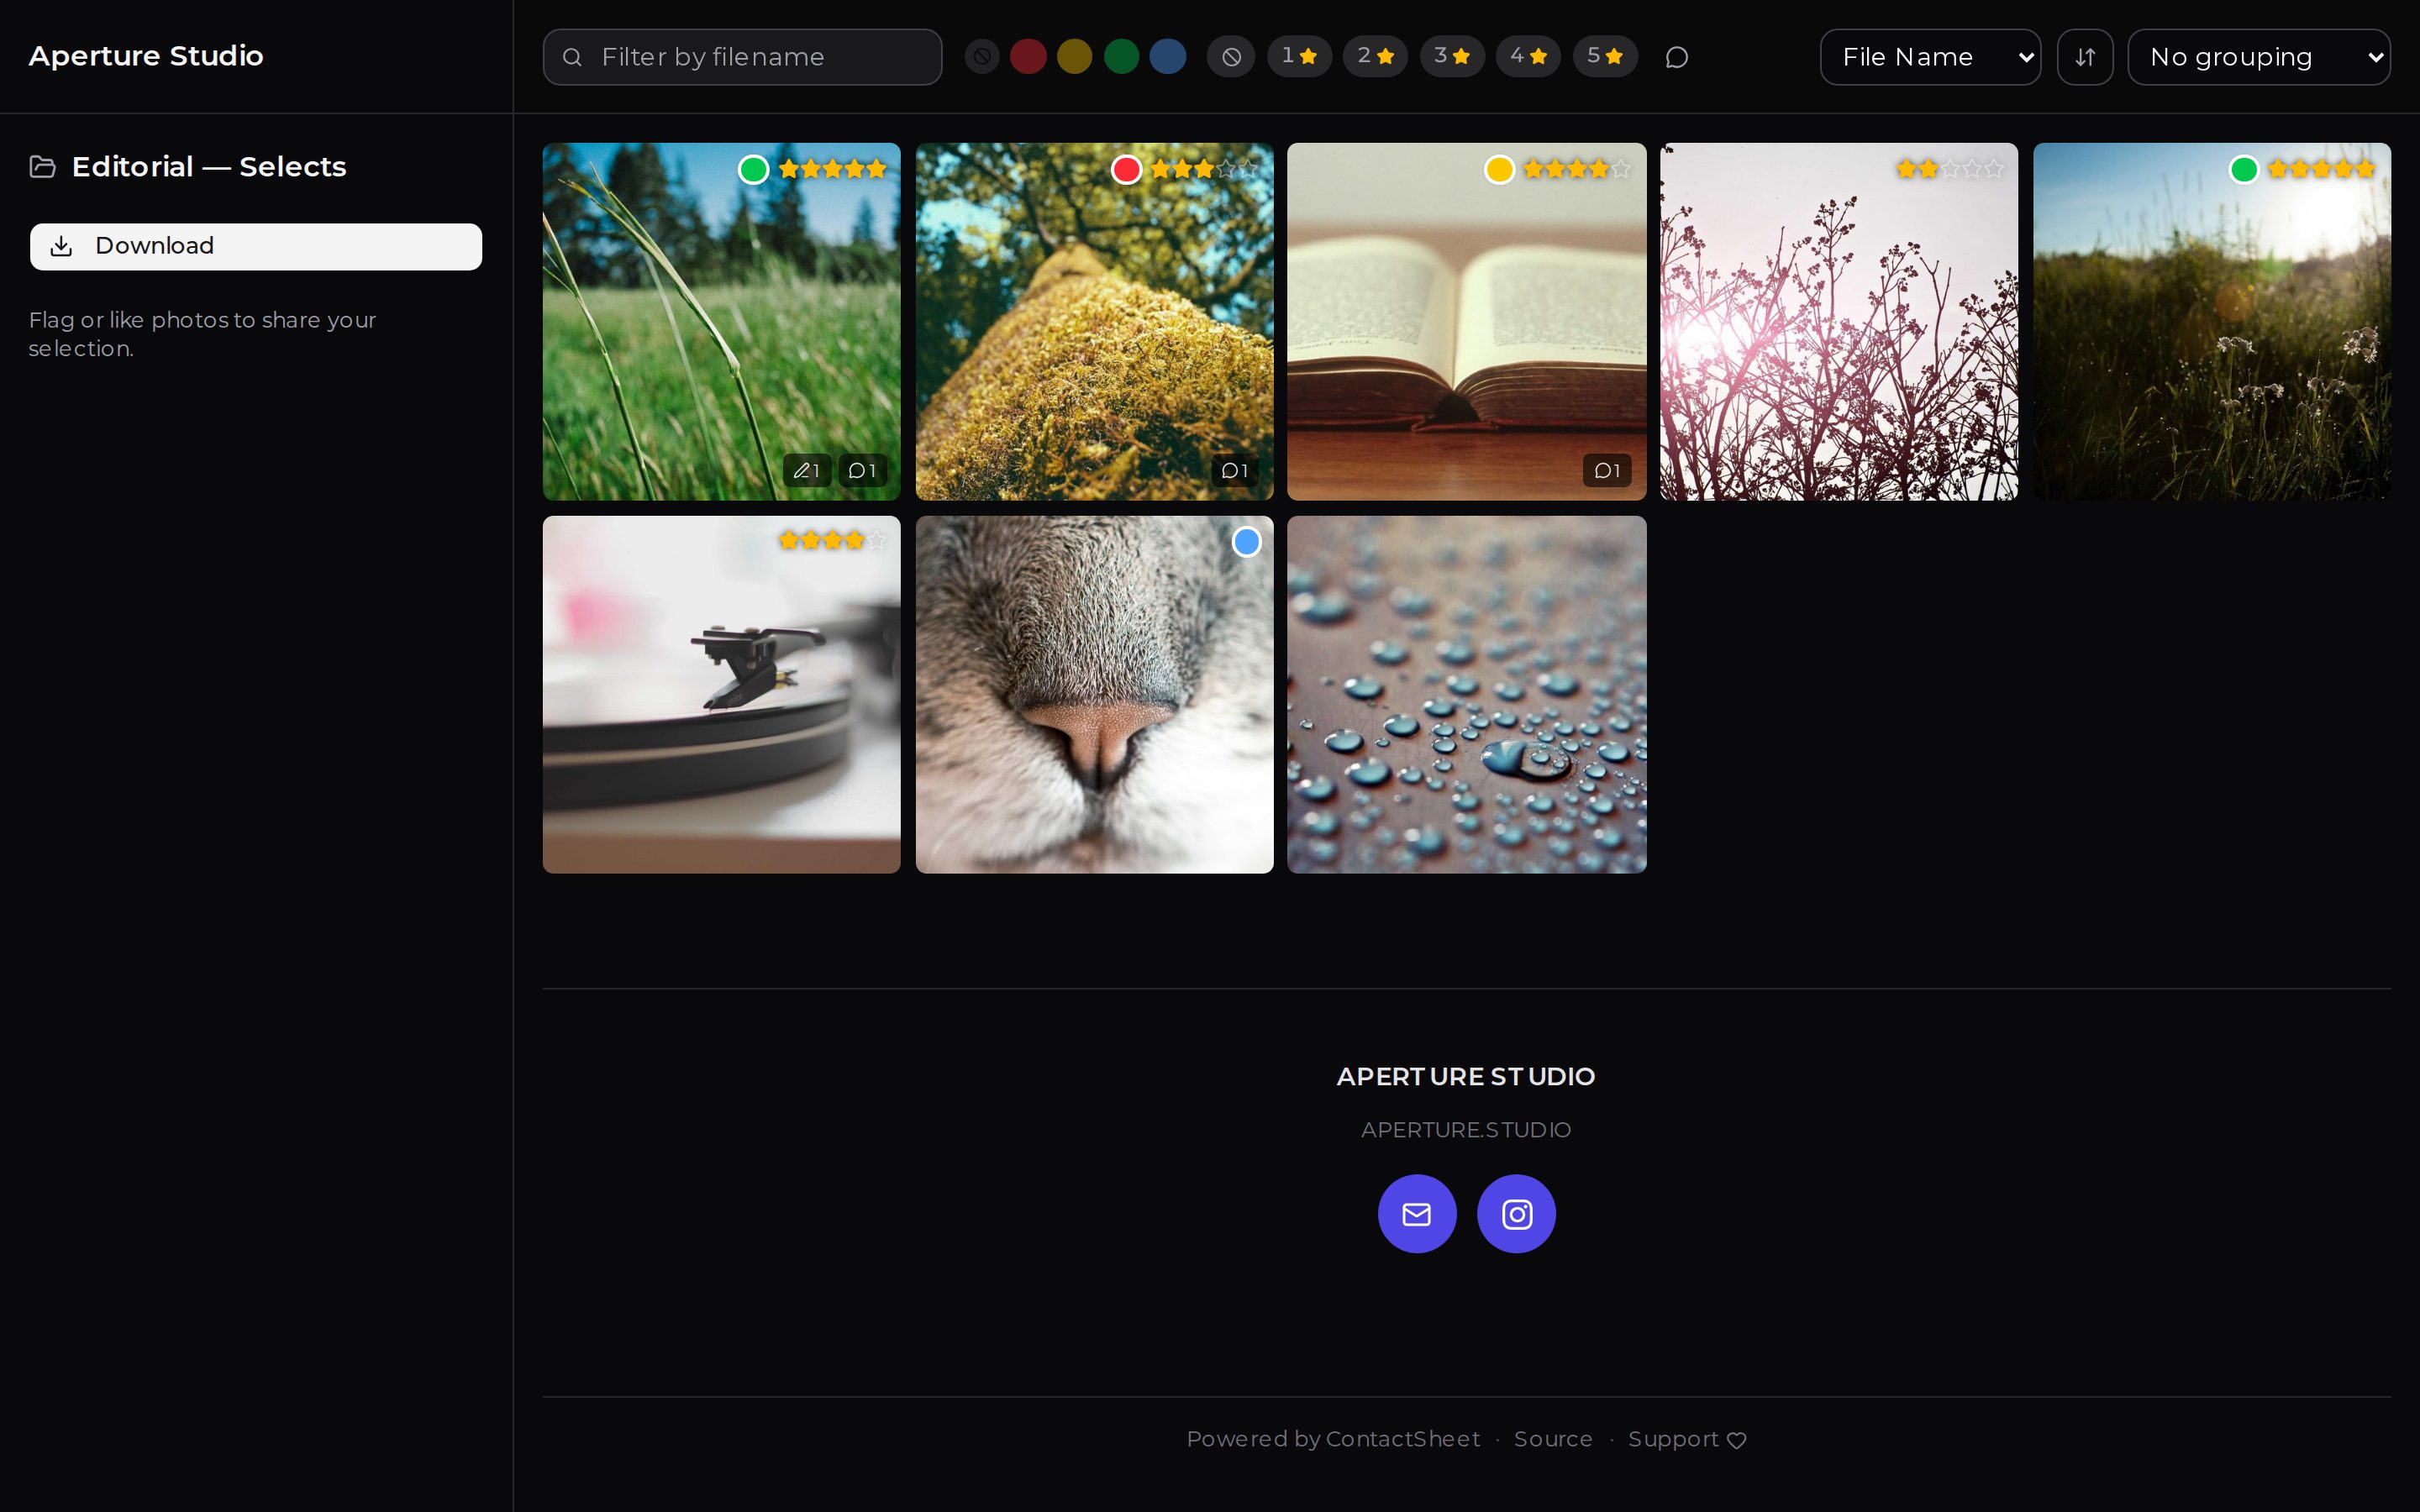 Aperture Studio
Filter by filename
1
2
3
4
5
File Name
No grouping
Editorial — Selects
Download
Flag or like photos to share your
selection.
1
1
1
1
APERTURE STUDIO
APERTURE.STUDIO
Powered by ContactSheet · Source · Support